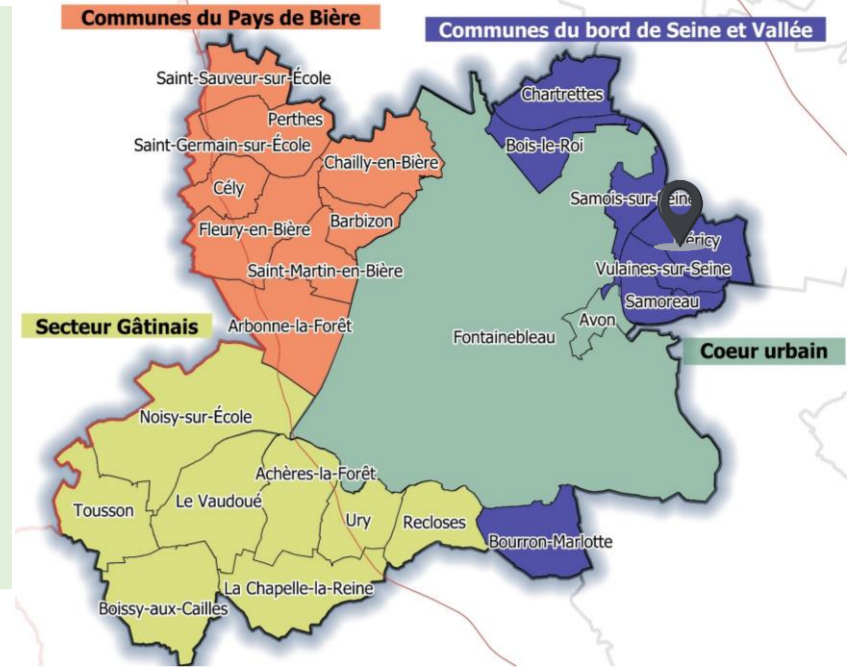 Communes du Pays de Bière
Communes du bord de Seine et Vallée
Saint-Sauveur-sur-École
Perthes
Saint-Germain-sur-École
Chailly-en-Bière
Cély
Barbizon
Fleury-en-Bière
Saint-Martin-en-Bière
Arbonne-la-Forêt
Chartrettes
Bois-le-Roi
Samois-sur-Seine
Vulaines-sur-Seine
Samoreau
Avon
Fontainebleau
Coeur urbain
Secteur Gâtinais
Noisy-sur-École
Achères-la-Forêt
Le Vaudoué
Tousson
Ury
Recloses
Bourron-Marlotte
La Chapelle-la-Reine
Boissy-aux-Cailles